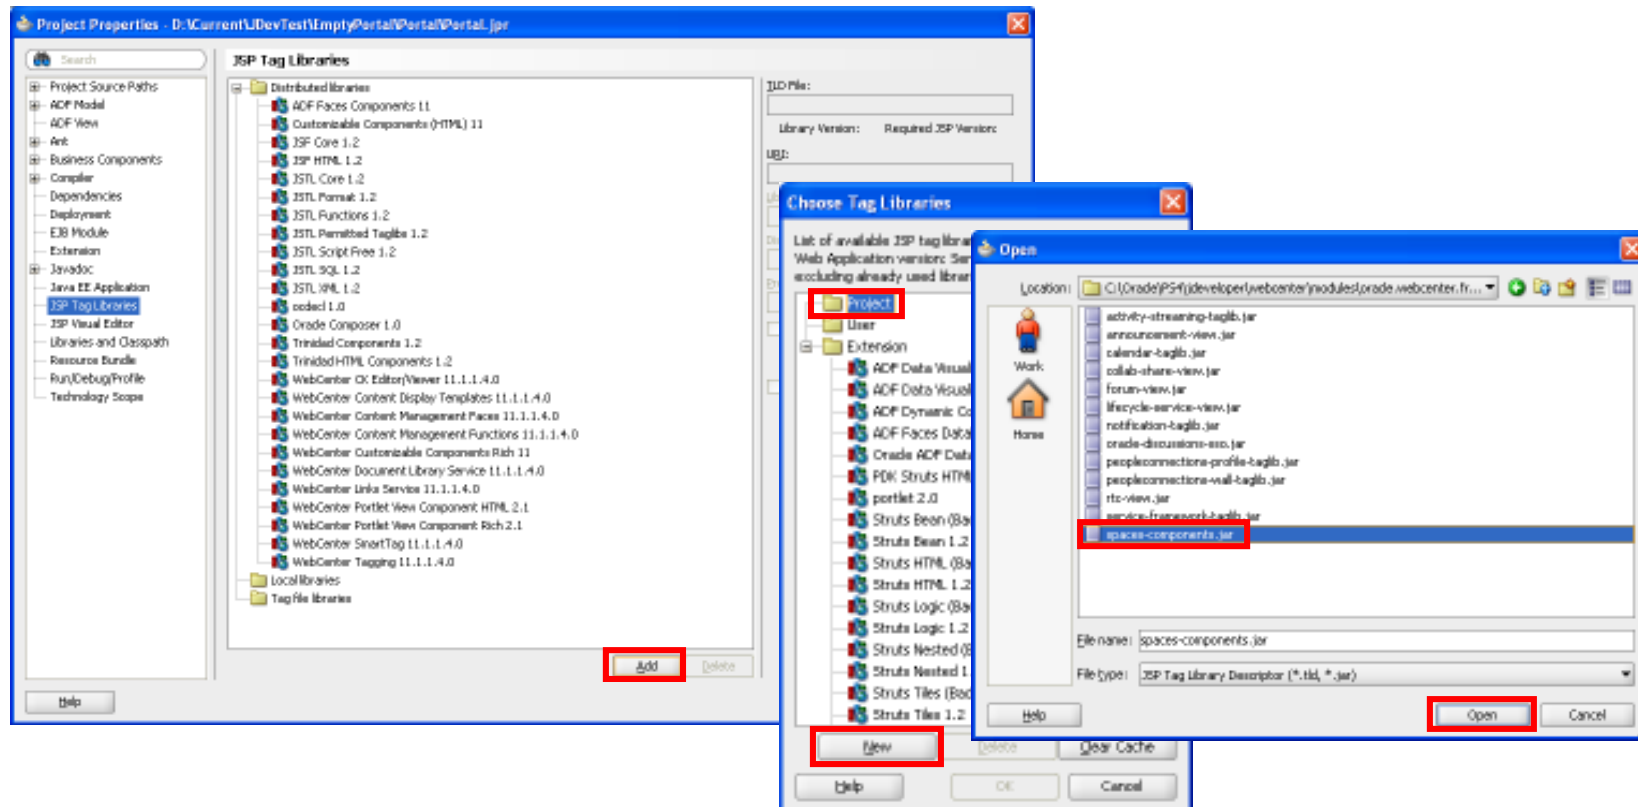 Project Properties - D:\Current\JDevTest\EmptyPortal\Portal\Portal.jpr
Search
Project Source Paths
ADF Model
ADF View
Ant
Business Components
Compiler
Dependencies
Deployment
EJB Module
Extension
Javadoc
Java EE Application
JSP Tag Libraries
JSP Visual Editor
Libraries and Classpath
Resource Bundle
Run/Debug/Profile
Technology Scope
Help
JSP Tag Libraries
Distributed libraries
ADF Faces Components 11
Customizable Components (HTML) 11
JSF Core 1.2
JSF HTML 1.2
JSTL Core 1.2
JSTL Format 1.2
JSTL Functions 1.2
JSTL Permitted Taglibs 1.2
JSTL Script Free 1.2
JSTL SQL 1.2
JSTL XML 1.2
oodecl 1.0
Oracle Composer 1.0
Trinidad Components 1.2
Trinidad HTML Components 1.2
WebCenter CK Editor/Viewer 11.1.1.4.0
WebCenter Content Display Templates 11.1.1.4.0
WebCenter Content Management Faces 11.1.1.4.0
WebCenter Content Management Functions 11.1.1.4.0
WebCenter Customizable Components Rich 11
WebCenter Document Library Service 11.1.1.4.0
WebCenter Links Service 11.1.1.4.0
WebCenter Portlet View Component HTML 2.1
WebCenter Portlet View Component Rich 2.1
WebCenter SmartTag 11.1.1.4.0
WebCenter Tagging 11.1.1.4.0
Local libraries
Tag file libraries
Add
Delete
TLD File:
Library Version: Required JSP Version:
URI:
Choose Tag Libraries
List of available JSP tag librar
Web Application version: Ser
excluding already used librar
Project
User
Extension
ADF Data Visual
ADF Data Visual
ADF Dynamic Co
ADF Faces Data
Oracle ADF Data
PDK Struts HTML
portlet 2.0
Struts Bean (Ba
Struts Bean 1.2
Struts HTML (Ba
Struts HTML 1.2
Struts Logic (Ba
Struts Logic 1.2
Struts Nested (B
Struts Nested 1.
Struts Tiles (Bac
Struts Tiles 1.2
New
Delete
Clear Cache
Help
OK
Cancel
Open
Location: C:\Oracle\PS4\jdeveloper\webcenter\modules\oracle.webcenter.fr...
Work
Home
activity-streaming-taglib.jar
announcement-view.jar
calendar-taglib.jar
collab-share-view.jar
forum-view.jar
lifecycle-service-view.jar
notification-taglib.jar
oracle-discussions-sso.jar
peopleconnections-profile-taglib.jar
peopleconnections-wall-taglib.jar
rtc-view.jar
service-framework-taglib.jar
spaces-components.jar
File name: spaces-components.jar
File type: JSP Tag Library Descriptor (*.tld, *.jar)
Help
Open
Cancel